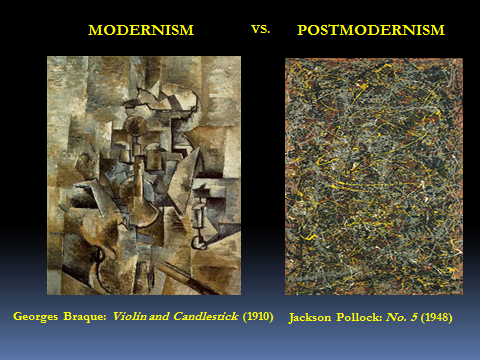 MODERNISM VS. POSTMODERNISM
Georges Braque: Violin and Candlestick (1910)
Jackson Pollock: No. 5 (1948)